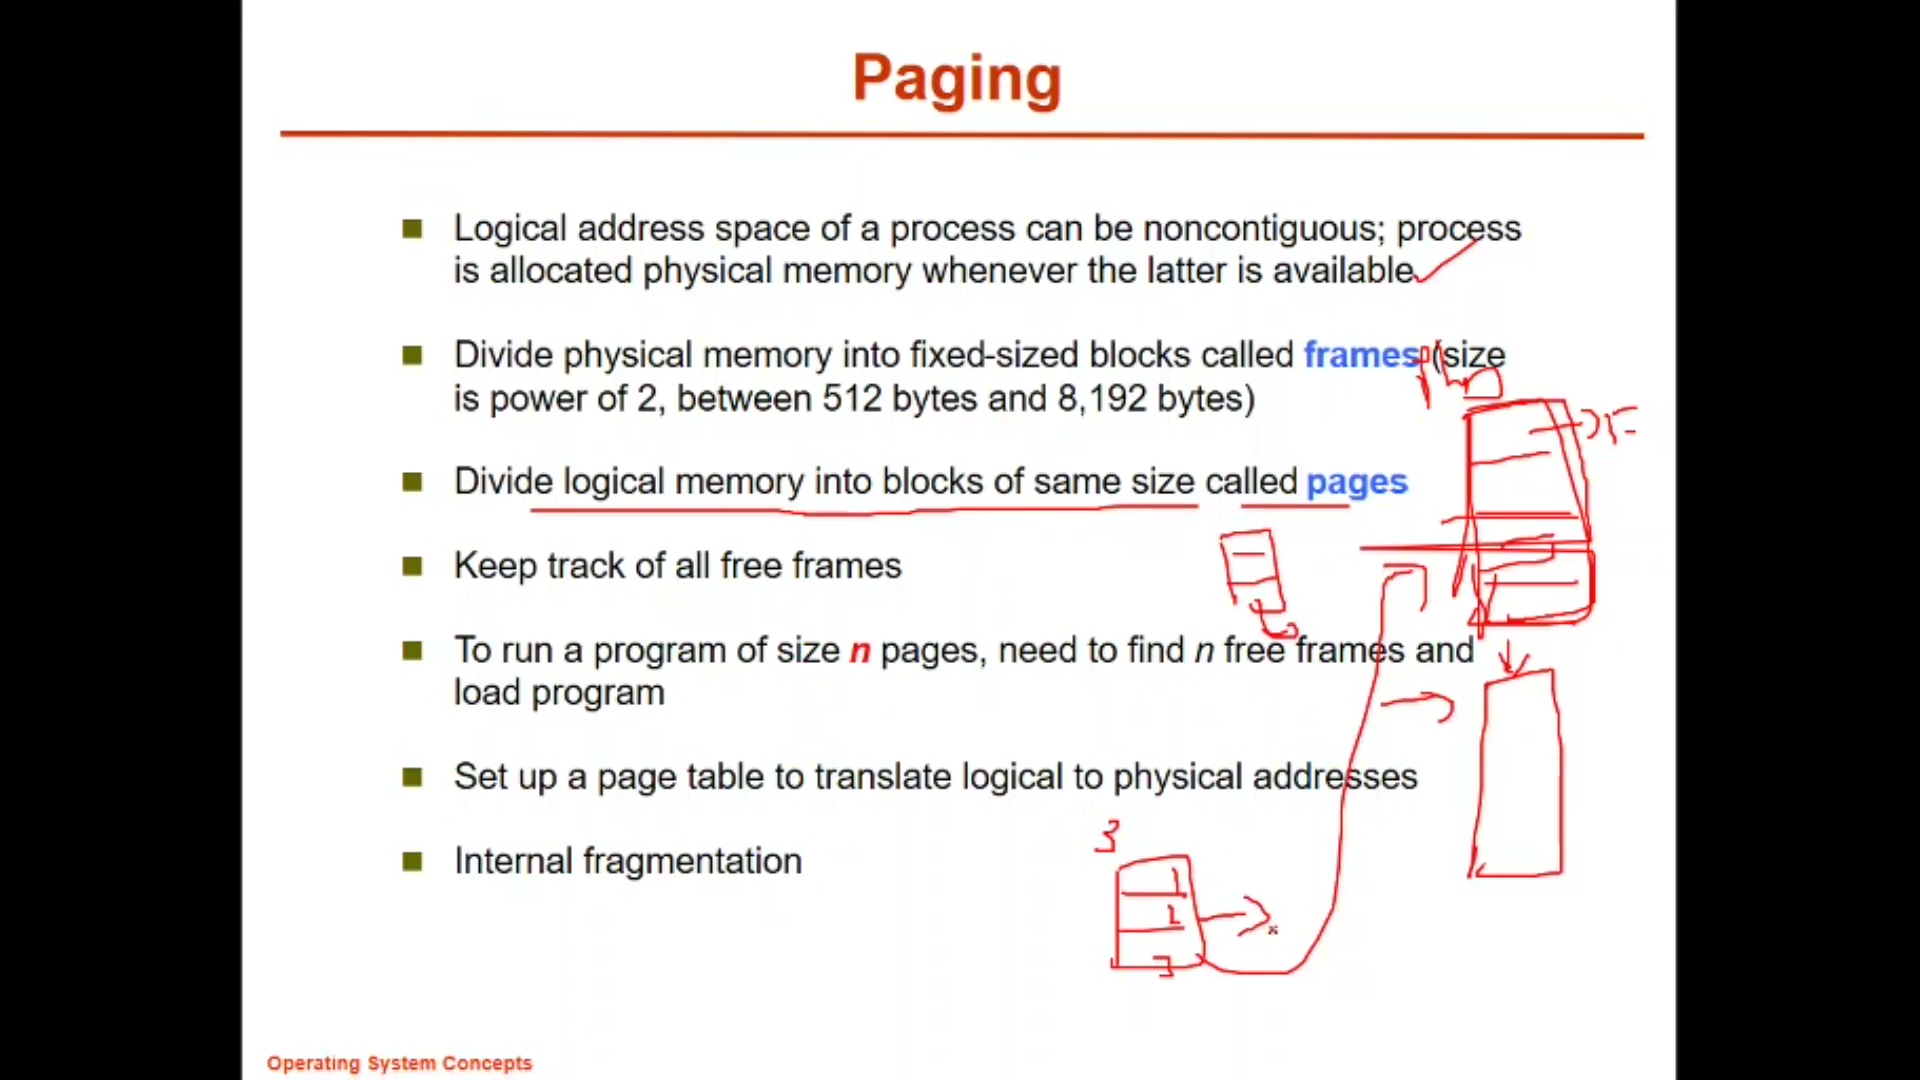 Paging
Logical address space of a process can be noncontiguous; process
is allocated physical memory whenever the latter is available
Divide physical memory into fixed-sized blocks called frames (size
is power of 2, between 512 bytes and 8,192 bytes)
Divide logical memory into blocks of same size called pages
Keep track of all free frames
To run a program of size n pages, need to find n free frames and
load program
Set up a page table to translate logical to physical addresses
3
Internal fragmentation
1
2
3
Operating System Concepts